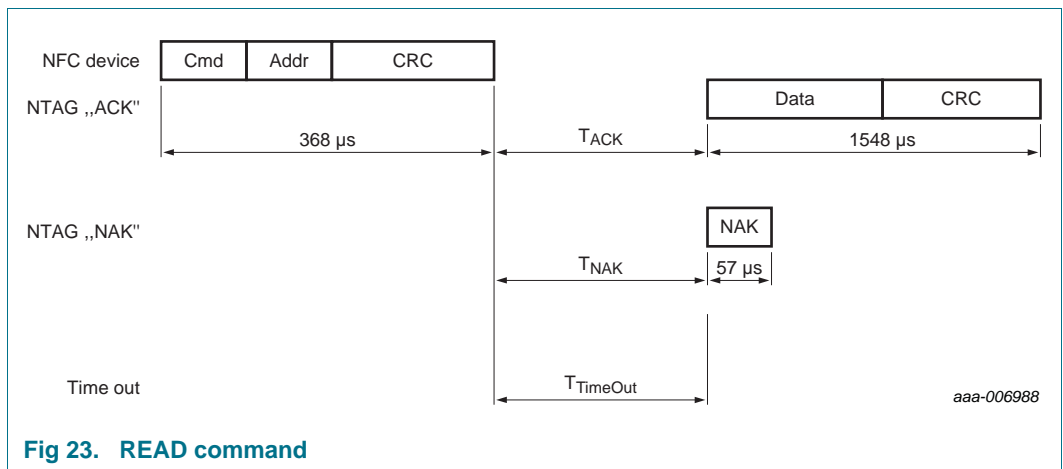 NFC device Cmd Addr CRC
NTAG ,,ACK" Data CRC
368 µs TACK 1548 µs
NTAG ,,NAK" NAK
TNAK 57 µs
Time out TTimeOut aaa-006988
Fig 23. READ command